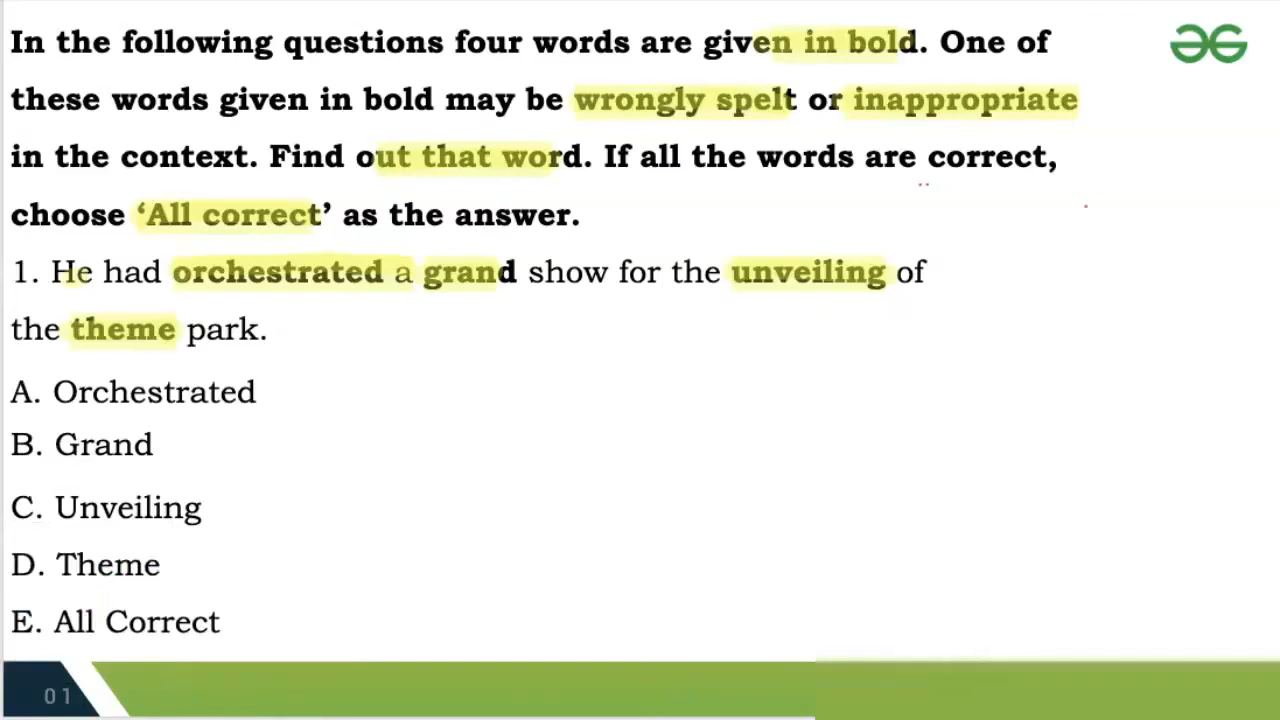 In the following questions four words are given in bold. One of
these words given in bold may be wrongly spelt or inappropriate
in the context. Find out that word. If all the words are correct,
choose ‘All correct’ as the answer.
1. He had orchestrated a grand show for the unveiling of
the theme park.
A. Orchestrated
B. Grand
C. Unveiling
D. Theme
E. All Correct
01